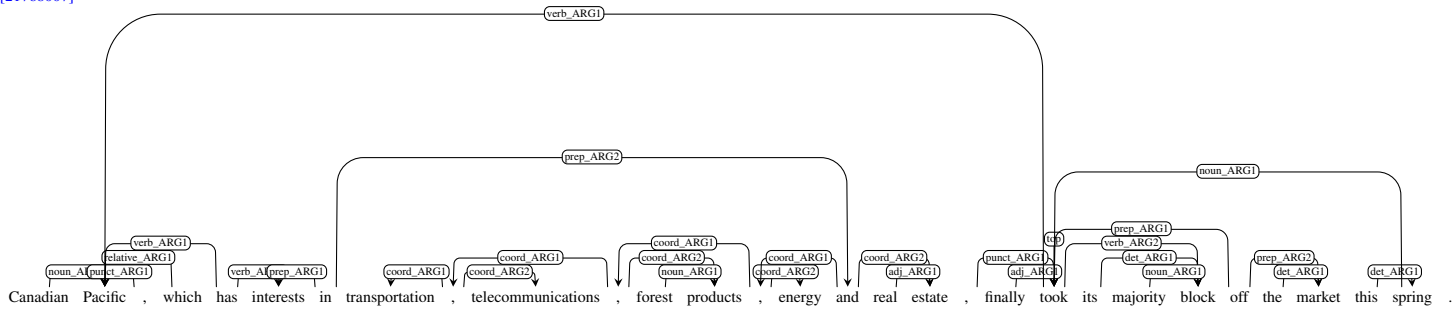 verb_ARG1
prep_ARG2
noun_ARG1
prep_ARG1
top
verb_ARG1 coord_ARG1 verb_ARG2
relative_ARG1 coord_ARG1 coord_ARG2 coord_ARG1 coord_ARG2 punct_ARG1 det_ARG1 prep_ARG2
punct_ARG1 prep_ARG1 coord_ARG1 coord_ARG2 noun_ARG1 coord_ARG2 adj_ARG1 noun_ARG1 det_ARG1 det_ARG1
Canadian Pacific , which has interests in transportation , telecommunications , forest products , energy and real estate , finally took its majority block off the market this spring .